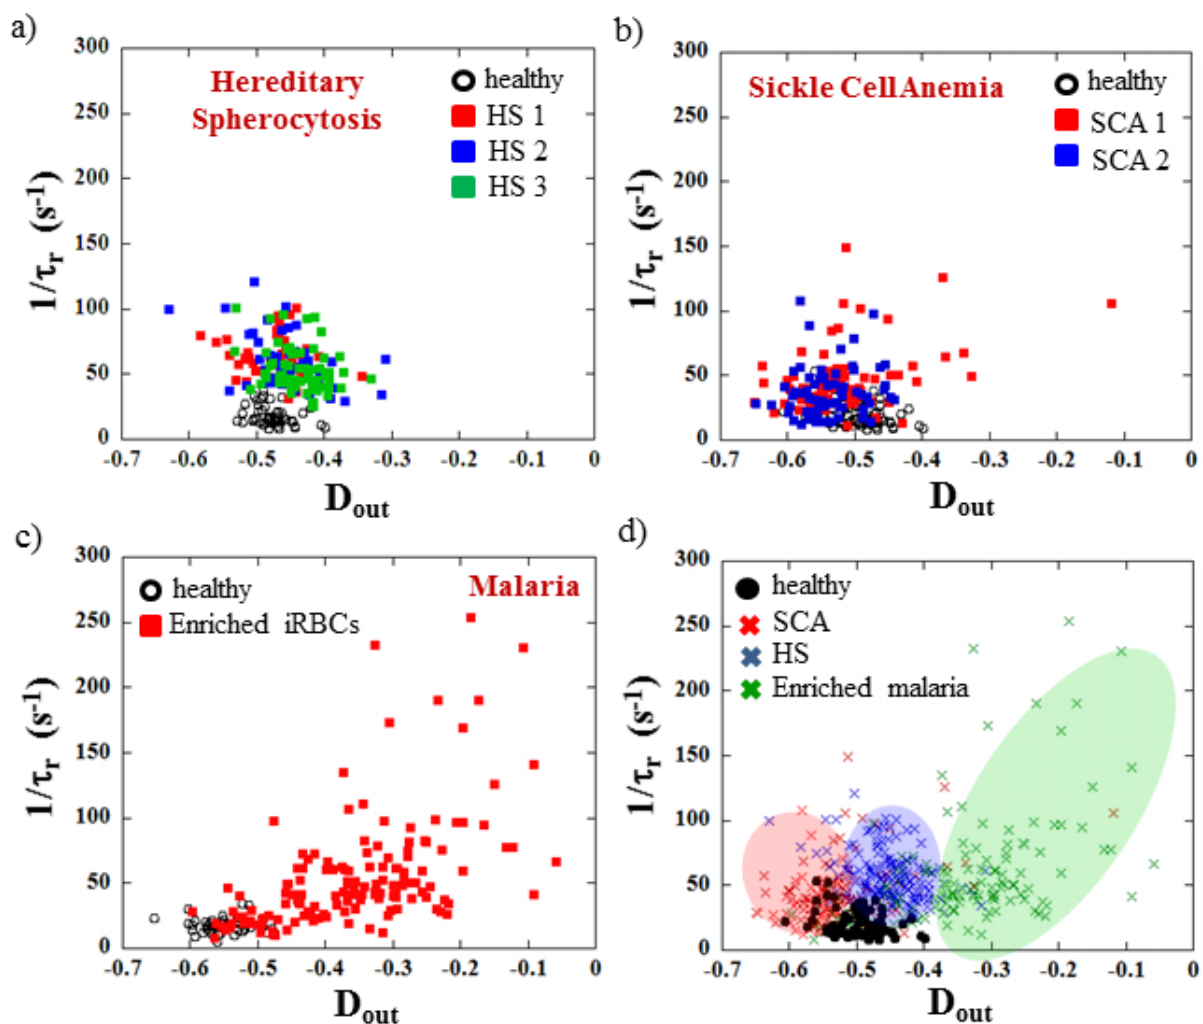 a)
300
250
200
150
100
50
0
1/τr (s-1)
Hereditary
Spherocytosis
healthy
HS 1
HS 2
HS 3
-0.7 -0.6 -0.5 -0.4 -0.3 -0.2 -0.1 0
Dout
b)
300
250
200
150
100
50
0
1/τr (s-1)
Sickle Cell Anemia
healthy
SCA 1
SCA 2
-0.7 -0.6 -0.5 -0.4 -0.3 -0.2 -0.1 0
Dout
c)
300
250
200
150
100
50
0
1/τr (s-1)
healthy
Enriched iRBCs
Malaria
-0.7 -0.6 -0.5 -0.4 -0.3 -0.2 -0.1 0
Dout
d)
300
250
200
150
100
50
0
1/τr (s-1)
healthy
SCA
HS
Enriched malaria
-0.7 -0.6 -0.5 -0.4 -0.3 -0.2 -0.1 0
Dout